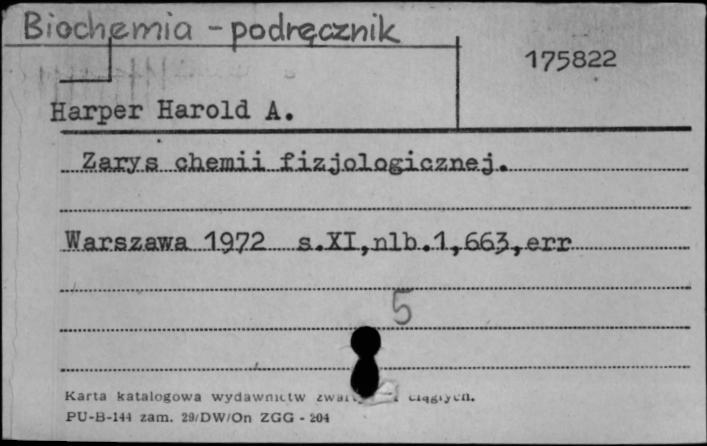 Biochemia - podręcznik
175822
Harper Harold A.
Zarys chemii fizjologicznej.
Warszawa 1972 s.XI,nlb.1,663,err
5
Karta katalogowa wydawnictw ciągłych.
PU-B-144 zam. 29/DW/On ZGG - 204